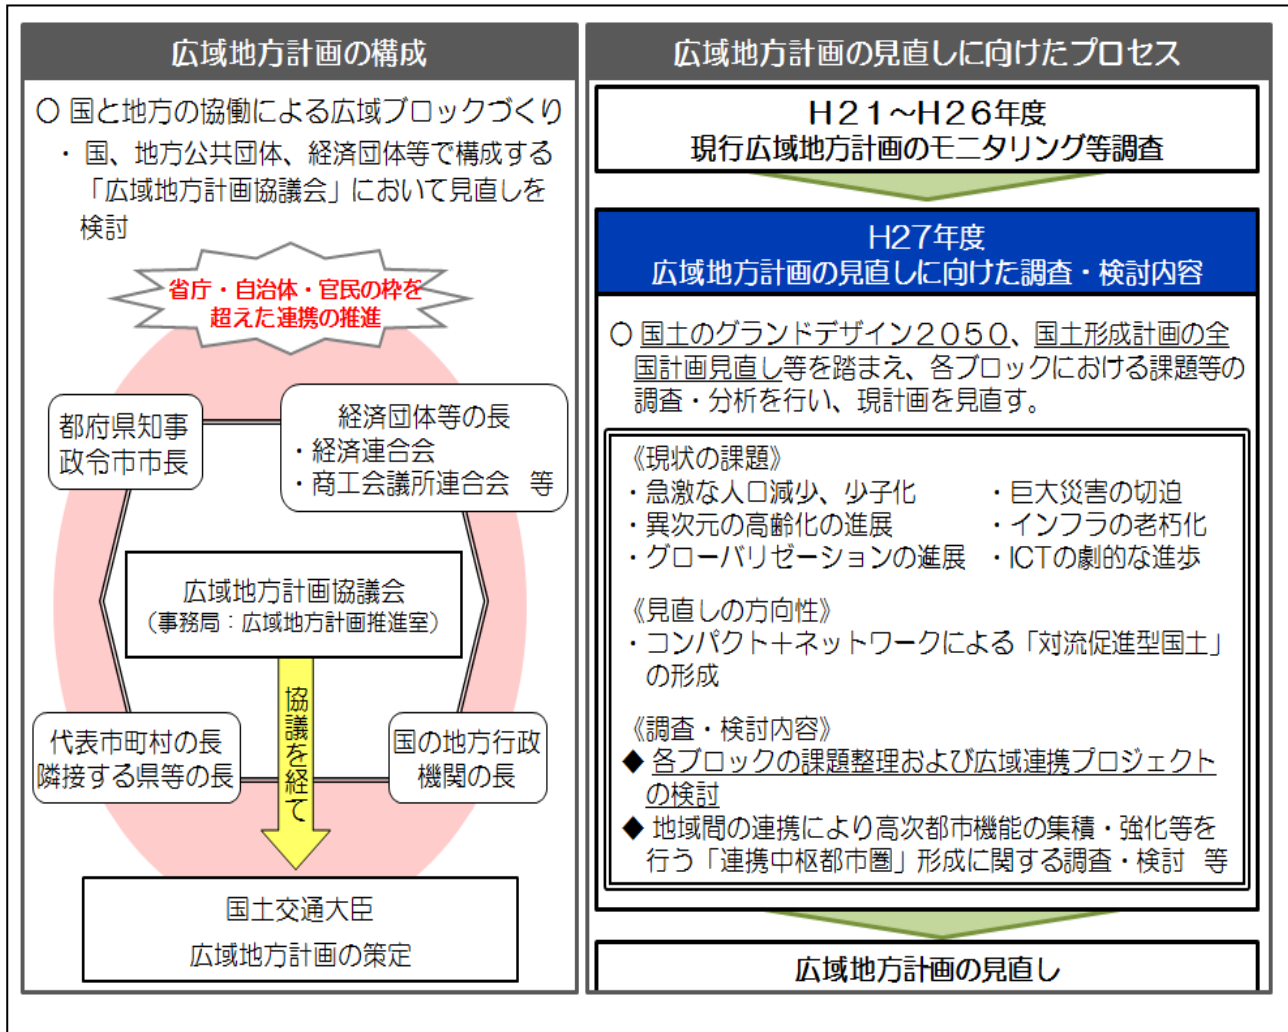 広域地方計画の構成
〇 国と地方の協働による広域ブロックづくり
・ 国、地方公共団体、経済団体等で構成する
「広域地方計画協議会」において見直しを
検討
省庁・自治体・官民の枠を
超えた連携の推進
都府県知事
政令市市長
経済団体等の長
・経済連合会
・商工会議所連合会 等
広域地方計画協議会
(事務局:広域地方計画推進室)
代表市町村の長
隣接する県等の長
国の地方行政
機関の長
協議を経て
国土交通大臣
広域地方計画の策定
広域地方計画の見直しに向けたプロセス
H21～H26年度
現行広域地方計画のモニタリング等調査
H27年度
広域地方計画の見直しに向けた調査・検討内容
〇 国土のグランドデザイン2050、国土形成計画の全
国計画見直し等を踏まえ、各ブロックにおける課題等の
調査・分析を行い、現計画を見直す。
《現状の課題》
・急激な人口減少、少子化 ・巨大災害の切迫
・異次元の高齢化の進展 ・インフラの老朽化
・グローバリゼーションの進展 ・ICTの劇的な進歩
《見直しの方向性》
・コンパクト＋ネットワークによる「対流促進型国土」
の形成
《調査・検討内容》
◆ 各ブロックの課題整理および広域連携プロジェクト
の検討
◆ 地域間の連携により高次都市機能の集積・強化等を
行う「連携中枢都市圏」形成に関する調査・検討 等
広域地方計画の見直し